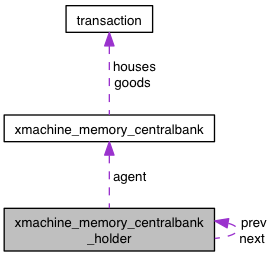 transaction
houses
goods
xmachine_memory_centralbank
agent
xmachine_memory_centralbank
_holder
prev
next